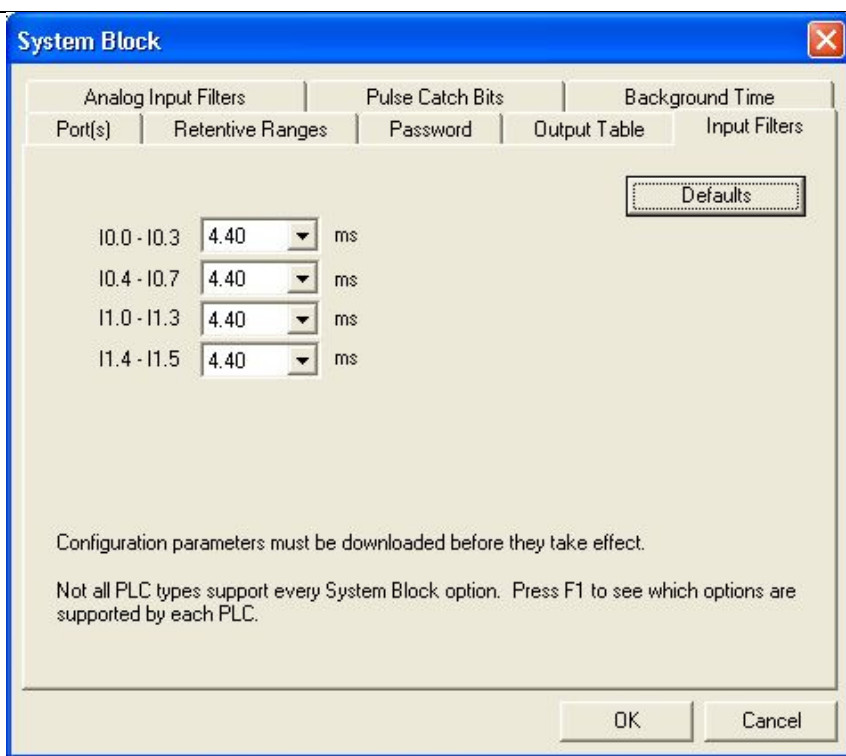 System Block
Analog Input Filters Pulse Catch Bits Background Time
Port(s) Retentive Ranges Password Output Table Input Filters
Defaults
I0.0 - I0.3 4.40 ms
I0.4 - I0.7 4.40 ms
I1.0 - I1.3 4.40 ms
I1.4 - I1.5 4.40 ms
Configuration parameters must be downloaded before they take effect.
Not all PLC types support every System Block option. Press F1 to see which options are
supported by each PLC.
OK Cancel